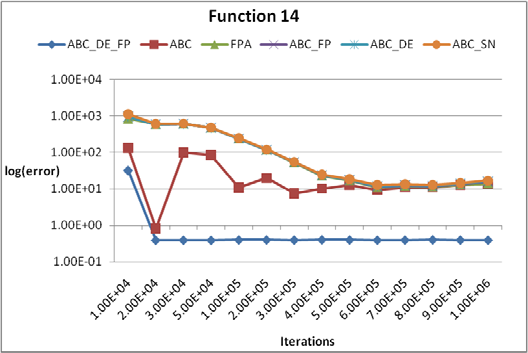 Function 14
ABC_DE_FP ABC FPA ABC_FP ABC_DE ABC_SN
1.00E+04
1.00E+03
1.00E+02
log(error)
1.00E+01
1.00E+00
1.00E-01
1.00E+04 2.00E+04 3.00E+04 5.00E+04 1.00E+05 2.00E+05 3.00E+05 4.00E+05 5.00E+05 6.00E+05 7.00E+05 8.00E+05 9.00E+05 1.00E+06
Iterations